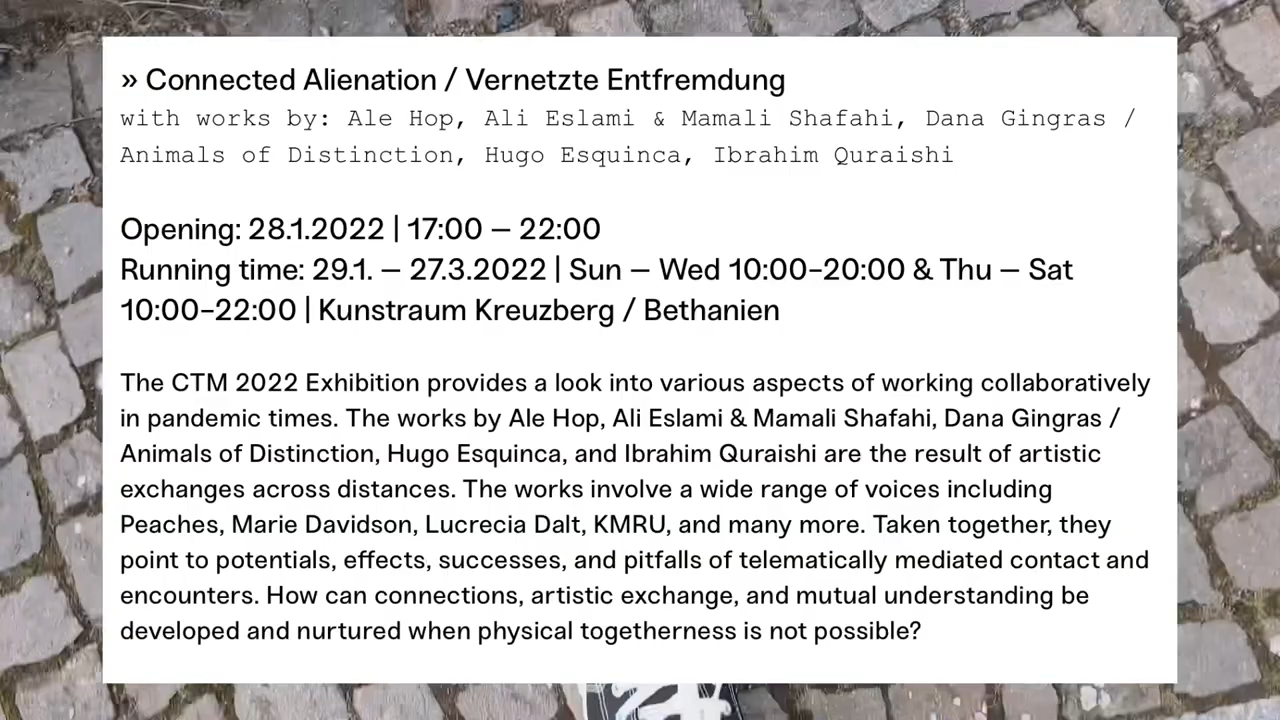 » Connected Alienation / Vernetzte Entfremdung
with works by: Ale Hop, Ali Eslami & Mamali Shafahi, Dana Gingras /
Animals of Distinction, Hugo Esquinca, Ibrahim Quraishi
Opening: 28.1.2022 | 17:00 – 22:00
Running time: 29.1. – 27.3.2022 | Sun – Wed 10:00–20:00 & Thu – Sat
10:00–22:00 | Kunstraum Kreuzberg / Bethanien
The CTM 2022 Exhibition provides a look into various aspects of working collaboratively
in pandemic times. The works by Ale Hop, Ali Eslami & Mamali Shafahi, Dana Gingras /
Animals of Distinction, Hugo Esquinca, and Ibrahim Quraishi are the result of artistic
exchanges across distances. The works involve a wide range of voices including
Peaches, Marie Davidson, Lucrecia Dalt, KMRU, and many more. Taken together, they
point to potentials, effects, successes, and pitfalls of telematically mediated contact and
encounters. How can connections, artistic exchange, and mutual understanding be
developed and nurtured when physical togetherness is not possible?